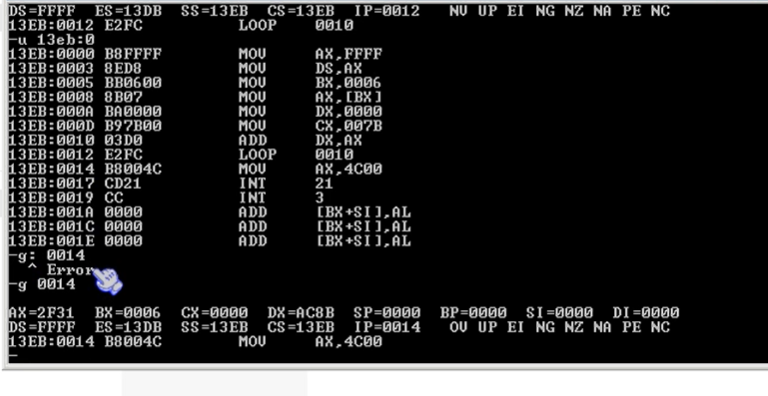 DS=FFFF  ES=13DB  SS=13EB  CS=13EB  IP=0012   NV UP EI NG NZ NA PE NC
13EB:0012 E2FC          LOOP    0010
-u 13eb:0
13EB:0000 B8FFFF        MOV     AX,FFFF
13EB:0003 8ED8          MOV     DS,AX
13EB:0005 BB0600        MOV     BX,0006
13EB:0008 8B07          MOV     AX,[BX]
13EB:000A BA0000        MOV     DX,0000
13EB:000D B97B00        MOV     CX,007B
13EB:0010 03D0          ADD     DX,AX
13EB:0012 E2FC          LOOP    0010
13EB:0014 B8004C        MOV     AX,4C00
13EB:0017 CD21          INT     21
13EB:0019 CC            INT     3
13EB:001A 0000          ADD     [BX+SI],AL
13EB:001C 0000          ADD     [BX+SI],AL
13EB:001E 0000          ADD     [BX+SI],AL
-g: 0014
  ^ Error
-g 0014
AX=2F31  BX=0006  CX=0000  DX=AC8B  SP=0000  BP=0000  SI=0000  DI=0000
DS=FFFF  ES=13DB  SS=13EB  CS=13EB  IP=0014   OV UP EI NG NZ NA PE NC
13EB:0014 B8004C        MOV     AX,4C00
-